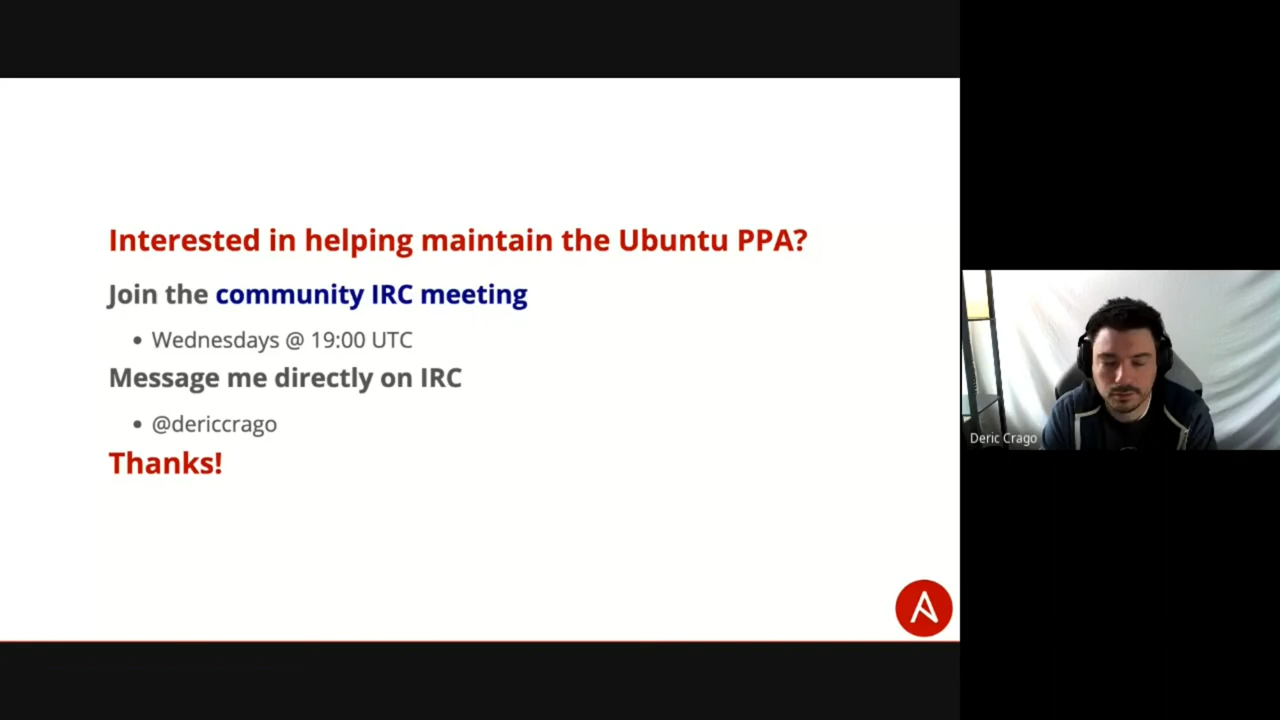 Interested in helping maintain the Ubuntu PPA?
Join the community IRC meeting
• Wednesdays @ 19:00 UTC
Message me directly on IRC
• @dericcrago
Thanks!
Deric Crago